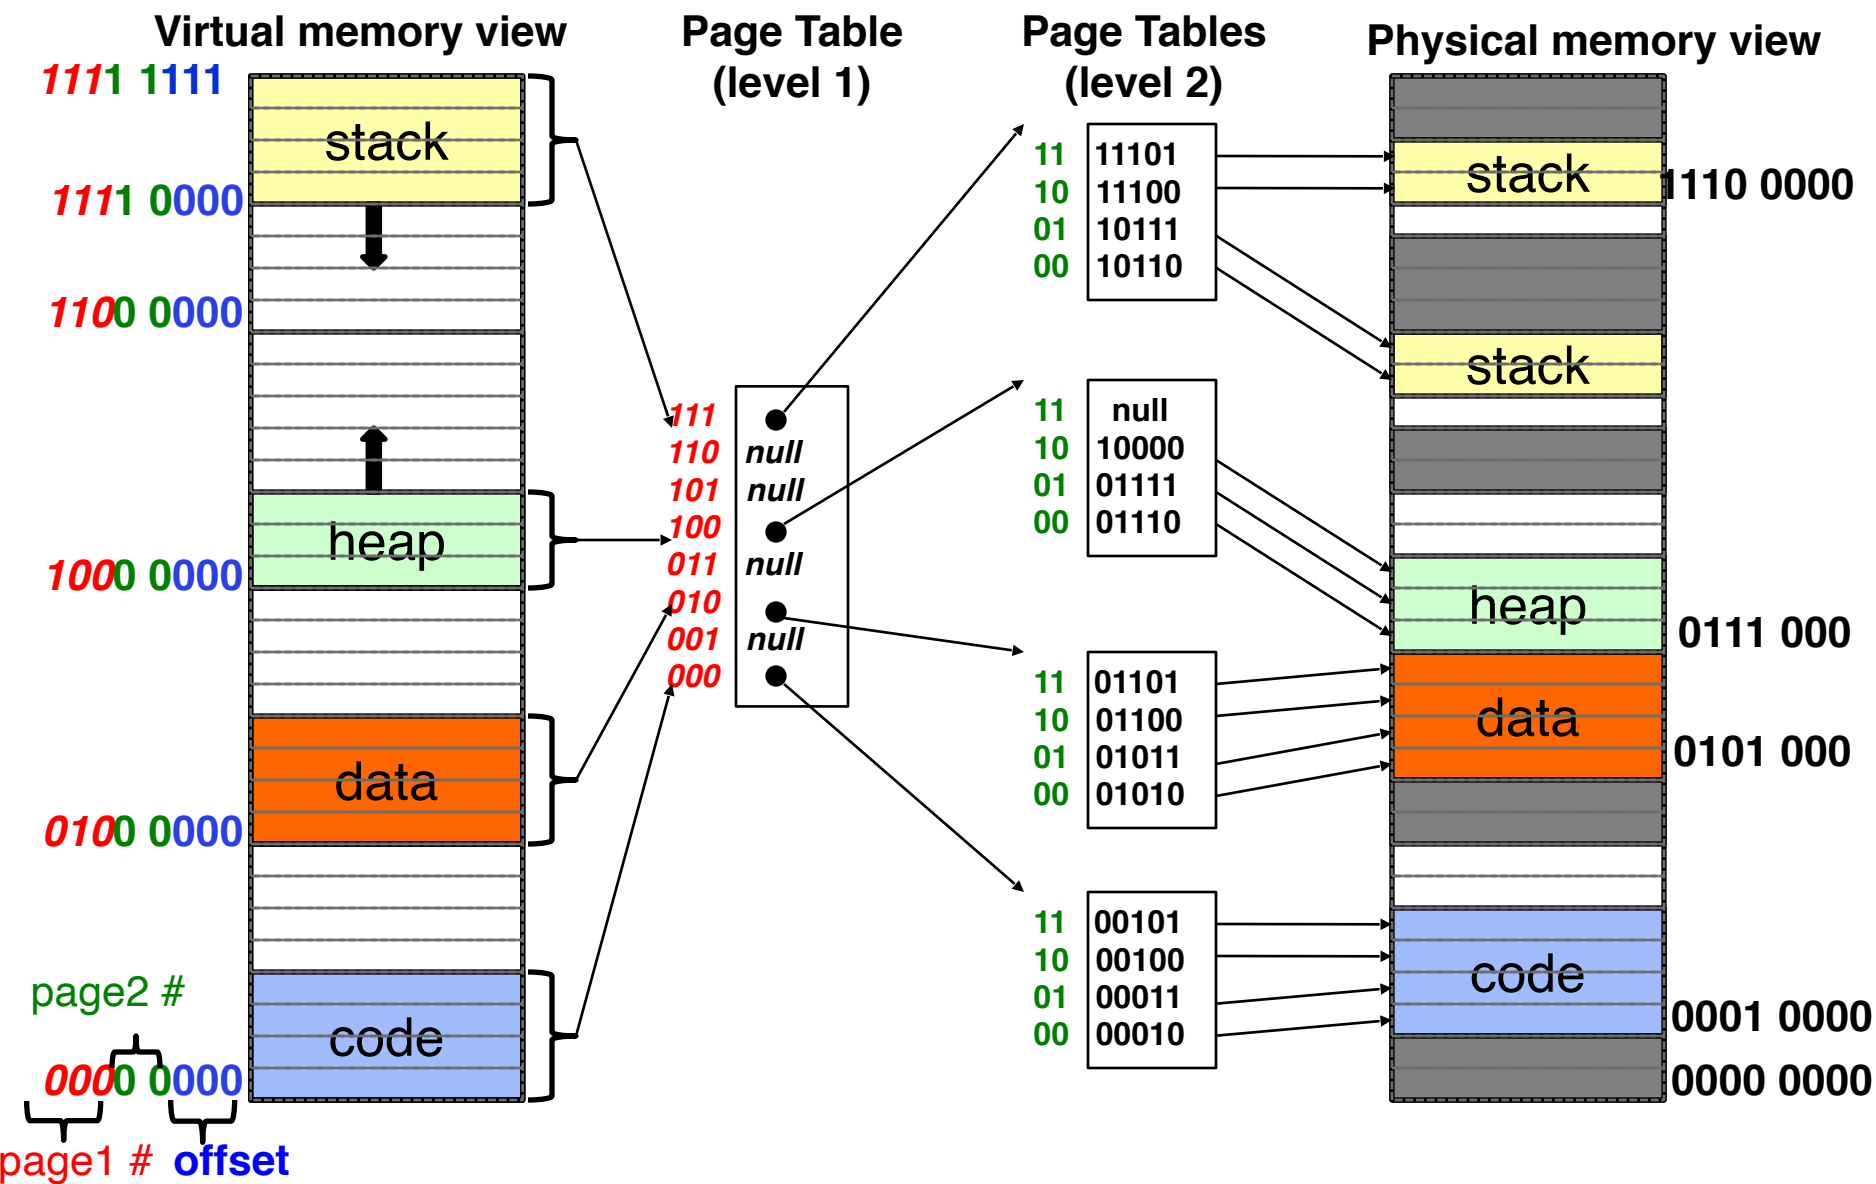 Virtual memory view
1111 1111
stack
1111 0000
1100 0000
heap
1000 0000
data
0100 0000
page2 #
code
0000 0000
page1 # offset
Page Table
(level 1)
111
110 null
101 null
100
011 null
010
001 null
000
Page Tables
(level 2)
11 11101
10 11100
01 10111
00 10110
11 null
10 10000
01 01111
00 01110
11 01101
10 01100
01 01011
00 01010
11 00101
10 00100
01 00011
00 00010
Physical memory view
stack 1110 0000
stack
heap
0111 000
data
0101 000
code
0001 0000
0000 0000